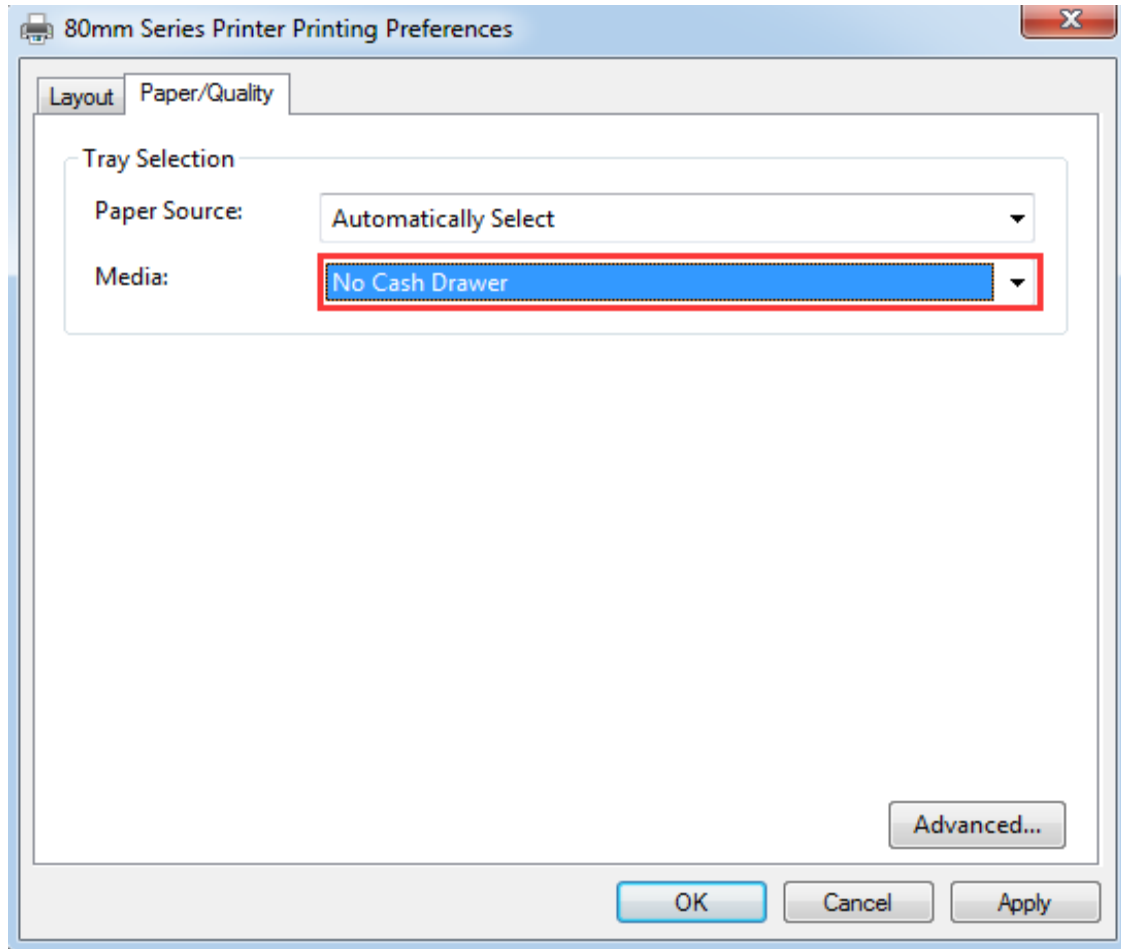 80mm Series Printer Printing Preferences
Layout
Paper/Quality
Tray Selection
Paper Source:
Automatically Select
Media:
No Cash Drawer
Advanced...
OK
Cancel
Apply